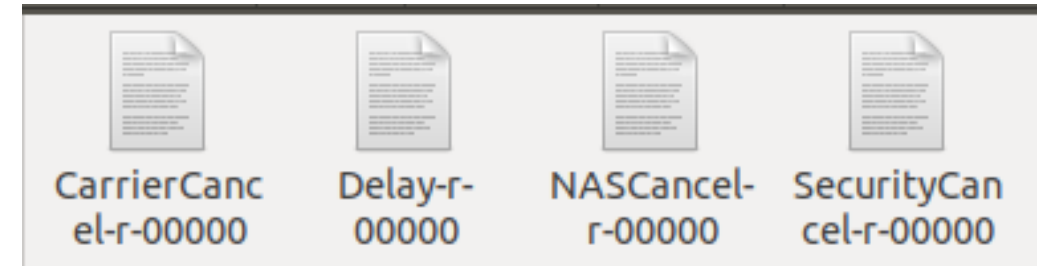 CarrierCanc
el-r-00000
Delay-r-
00000
NASCancel-
r-00000
SecurityCan
cel-r-00000